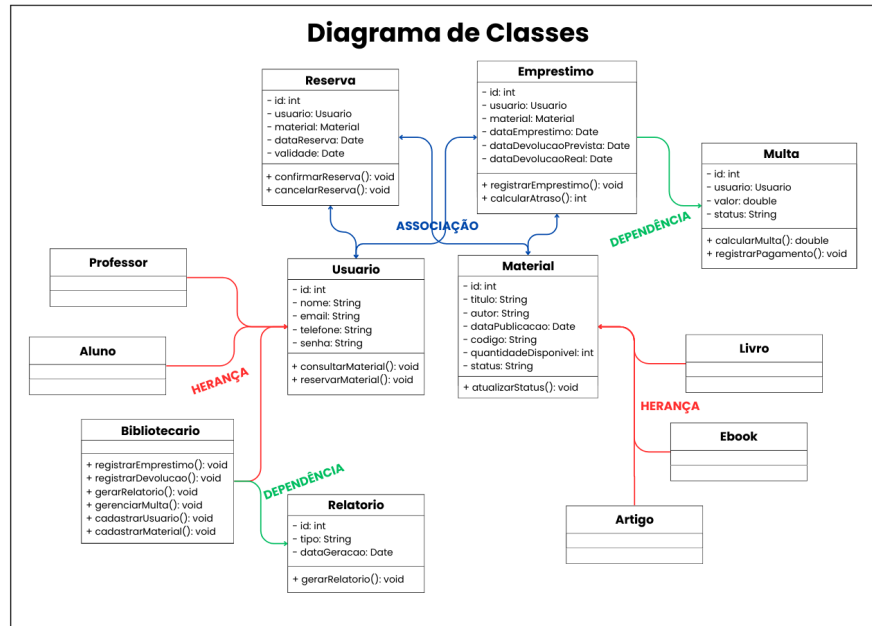 Diagrama de Classes
Reserva
- id: int
- usuario: Usuario
- material: Material
- dataReserva: Date
- validade: Date
+ confirmarReserva(): void
+ cancelarReserva(): void
Emprestimo
- id: int
- usuario: Usuario
- material: Material
- dataEmprestimo: Date
- dataDevolucaoPrevista: Date
- dataDevolucaoReal: Date
+ registrarEmprestimo(): void
+ calcularAtraso(): int
Multa
- id: int
- usuario: Usuario
- valor: double
- status: String
+ calcularMulta(): double
+ registrarPagamento(): void
DEPENDÊNCIA
ASSOCIAÇÃO
Professor
Aluno
HERANÇA
Usuario
- id: int
- nome: String
- email: String
- telefone: String
- senha: String
+ consultarMaterial(): void
+ reservarMaterial(): void
Material
- id: int
- titulo: String
- autor: String
- dataPublicacao: Date
- codigo: String
- quantidadeDisponivel: int
- status: String
+ atualizarStatus(): void
Livro
HERANÇA
Ebook
Artigo
Bibliotecario
+ registrarEmprestimo(): void
+ registrarDevolucao(): void
+ gerarRelatorio(): void
+ gerenciarMulta(): void
+ cadastrarUsuario(): void
+ cadastrarMaterial(): void
DEPENDÊNCIA
Relatorio
- id: int
- tipo: String
- dataGeracao: Date
+ gerarRelatorio(): void